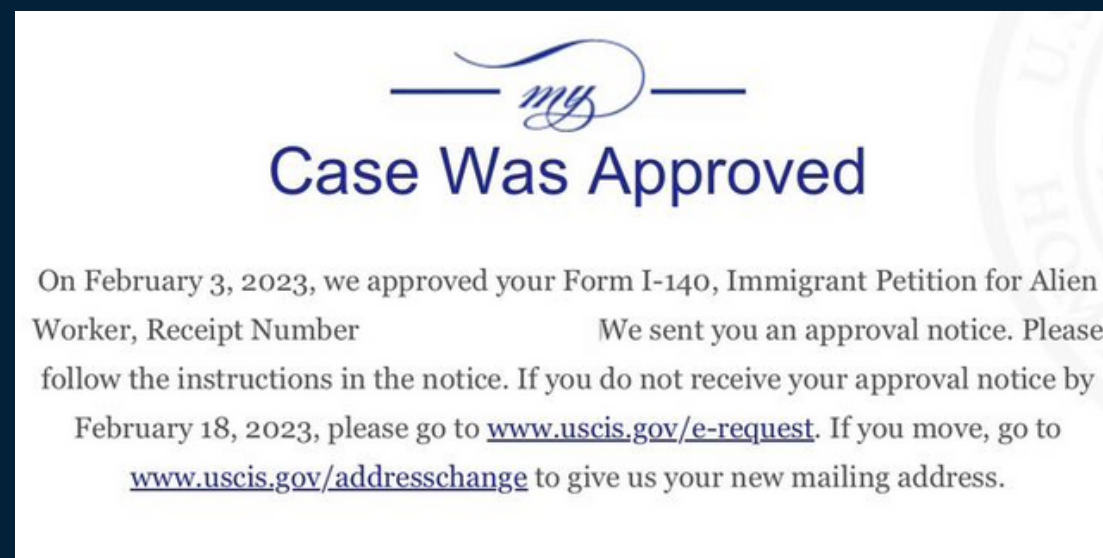 my
Case Was Approved
On February 3, 2023, we approved your Form I-140, Immigrant Petition for Alien
Worker, Receipt Number We sent you an approval notice. Please
follow the instructions in the notice. If you do not receive your approval notice by
February 18, 2023, please go to www.uscis.gov/e-request. If you move, go to
www.uscis.gov/addresschange to give us your new mailing address.